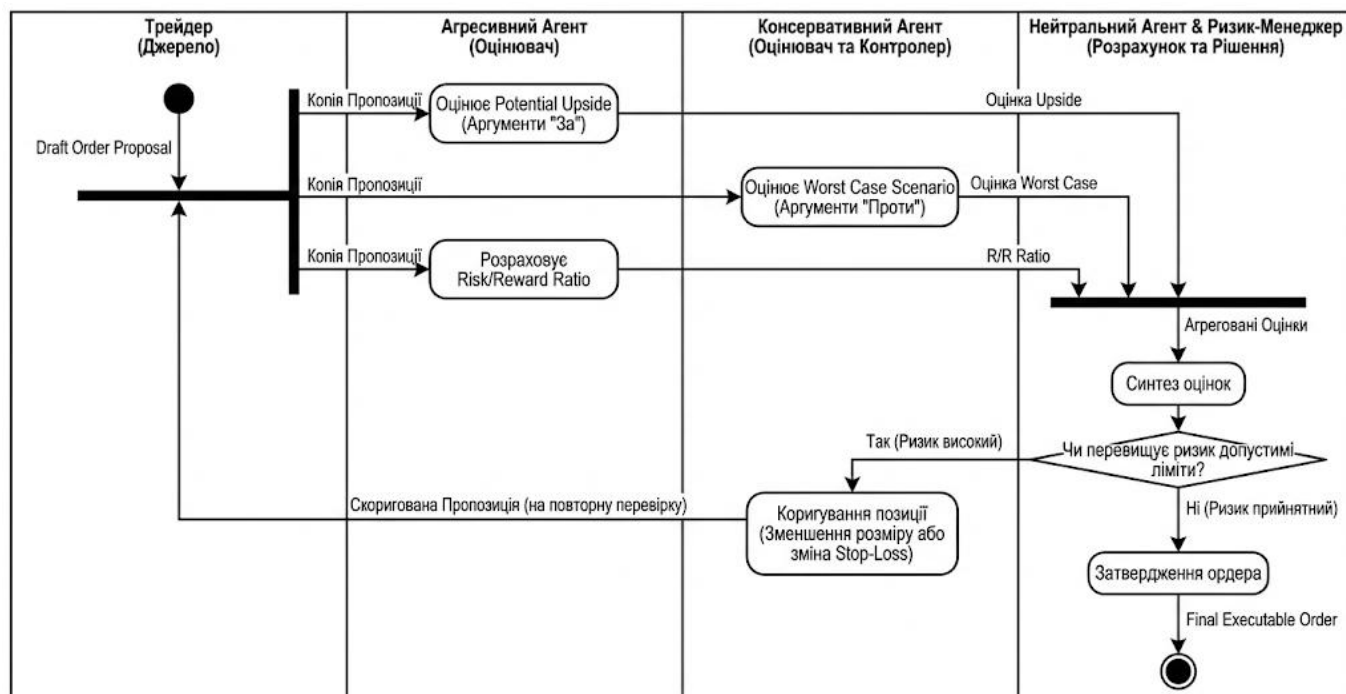 Трейдер
(Джерело)
Агресивний Агент
(Оцінювач)
Консервативний Агент
(Оцінювач та Контролер)
Нейтральний Агент & Ризик-Менеджер
(Розрахунок та Рішення)
Копія Пропозиції
Оцінює Potential Upside
(Аргументи "За")
Оцінка Upside
Draft Order Proposal
Копія Пропозиції
Оцінює Worst Case Scenario
(Аргументи "Проти")
Оцінка Worst Case
Копія Пропозиції
Розраховує
Risk/Reward Ratio
R/R Ratio
Агреговані Оцінки
Синтез оцінок
Так (Ризик високий)
Чи перевищує ризик допустимі
ліміти?
Скоригована Пропозиція (на повторну перевірку)
Коригування позиції
(Зменшення розміру або
зміна Stop-Loss)
Ні (Ризик прийнятний)
Затвердження ордера
Final Executable Order